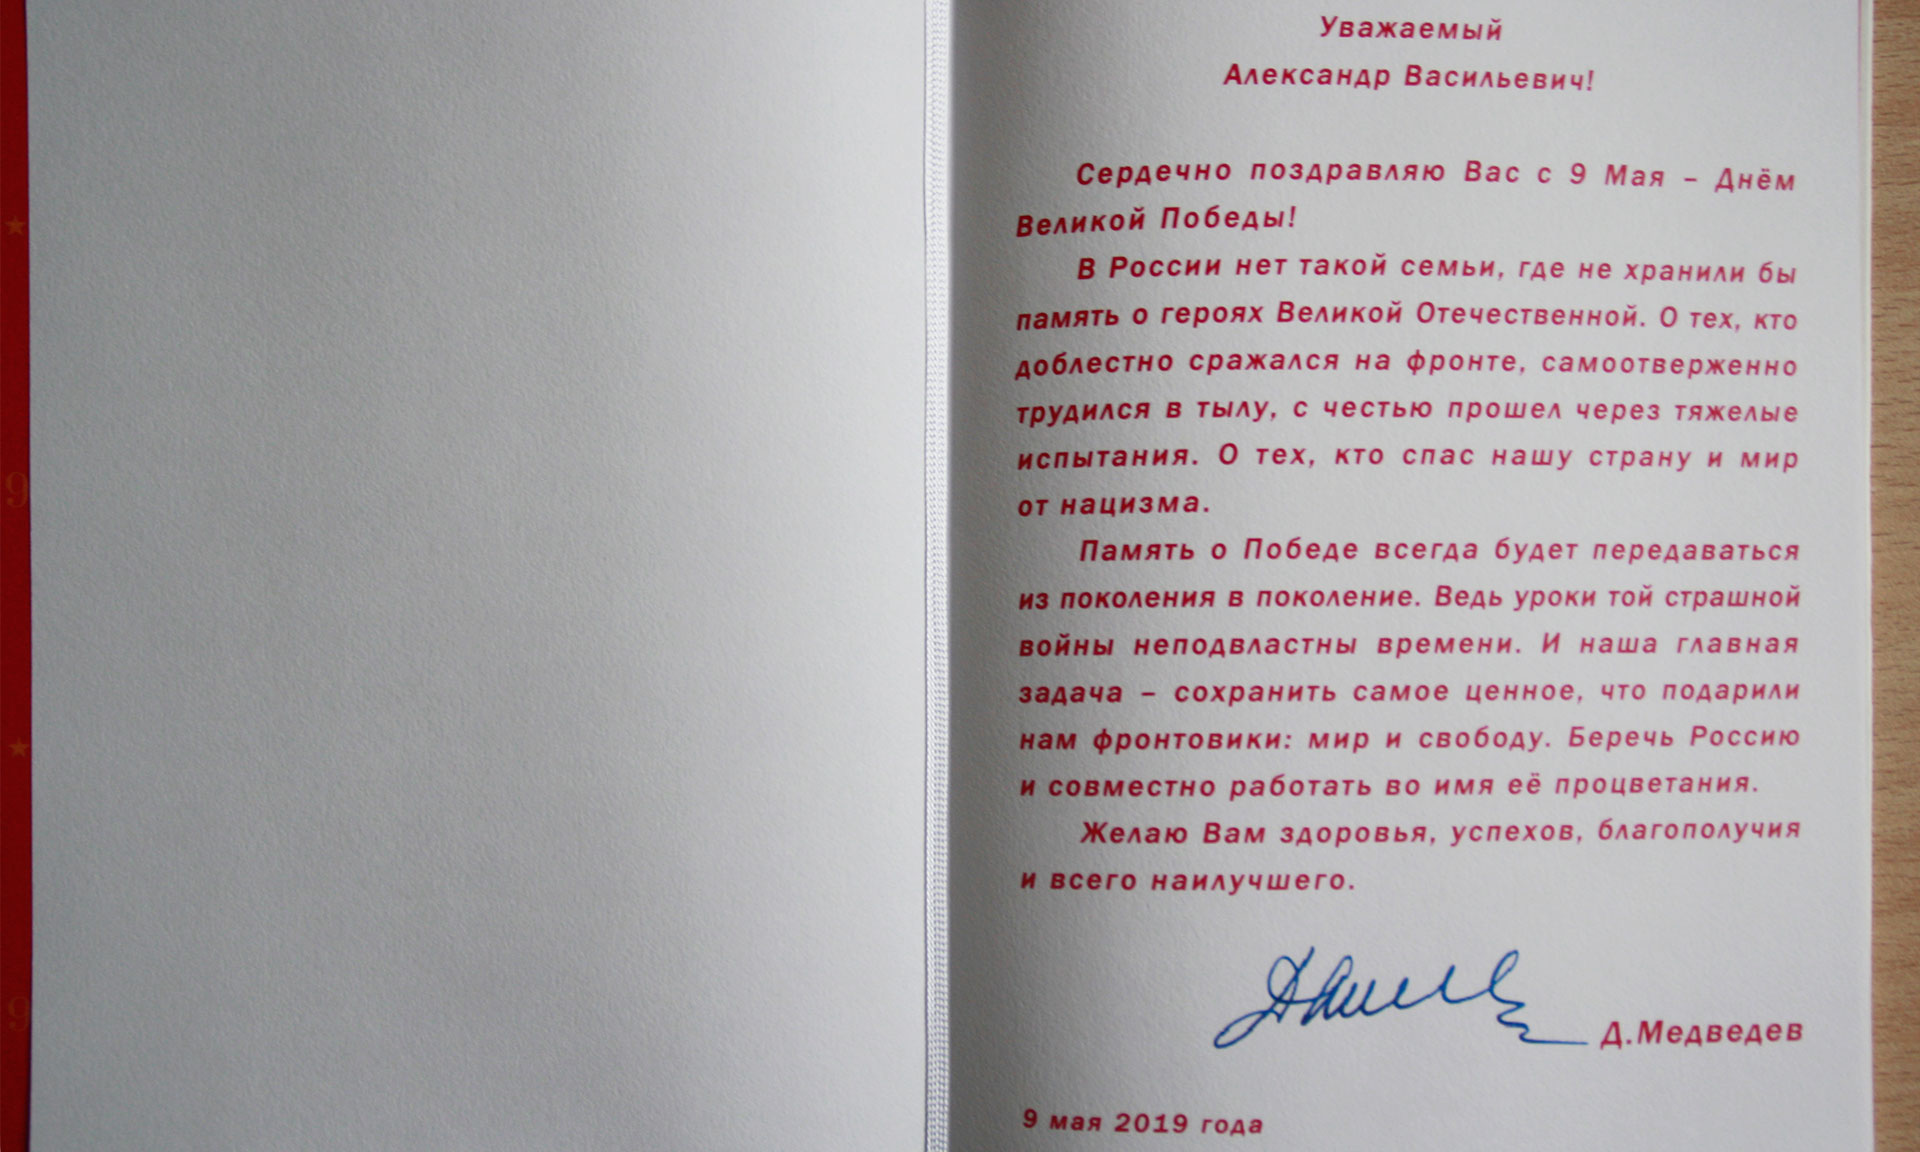 Уважаемый
Александр Васильевич!
Сердечно поздравляю Вас с 9 Мая – Днём
Великой Победы!
В России нет такой семьи, где не хранили бы
память о героях Великой Отечественной. О тех, кто
доблестно сражался на фронте, самоотверженно
трудился в тылу, с честью прошел через тяжелые
испытания. О тех, кто спас нашу страну и мир
от нацизма.
Память о Победе всегда будет передаваться
из поколения в поколение. Ведь уроки той страшной
войны неподвластны времени. И наша главная
задача – сохранить самое ценное, что подарили
нам фронтовики: мир и свободу. Беречь Россию
и совместно работать во имя её процветания.
Желаю Вам здоровья, успехов, благополучия
и всего наилучшего.
Д.Медведев
9 мая 2019 года
9
9